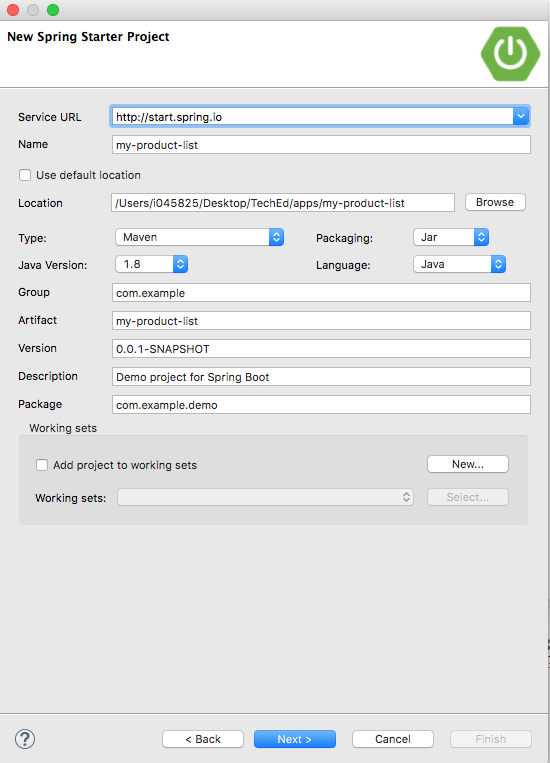 New Spring Starter Project
Service URL http://start.spring.io
Name my-product-list
Use default location
Location /Users/i045825/Desktop/TechEd/apps/my-product-list Browse
Type: Maven Packaging: Jar
Java Version: 1.8 Language: Java
Group com.example
Artifact my-product-list
Version 0.0.1-SNAPSHOT
Description Demo project for Spring Boot
Package com.example.demo
Working sets
Add project to working sets New...
Working sets: Select...
? < Back Next > Cancel Finish